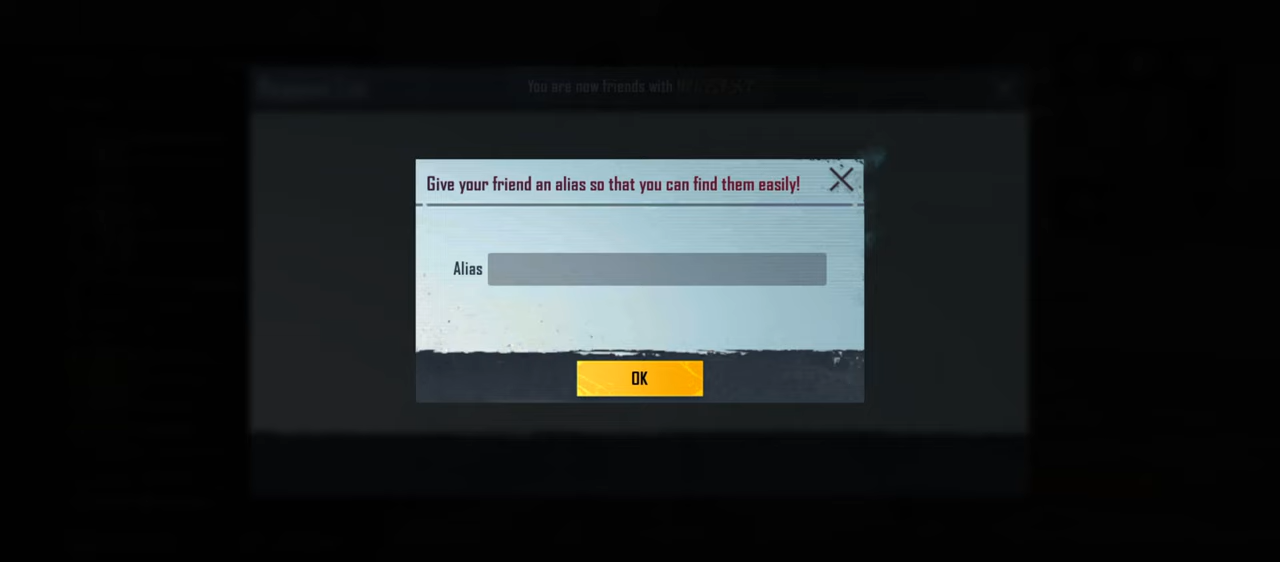 You are now friends with
Give your friend an alias so that you can find them easily!
Alias
OK